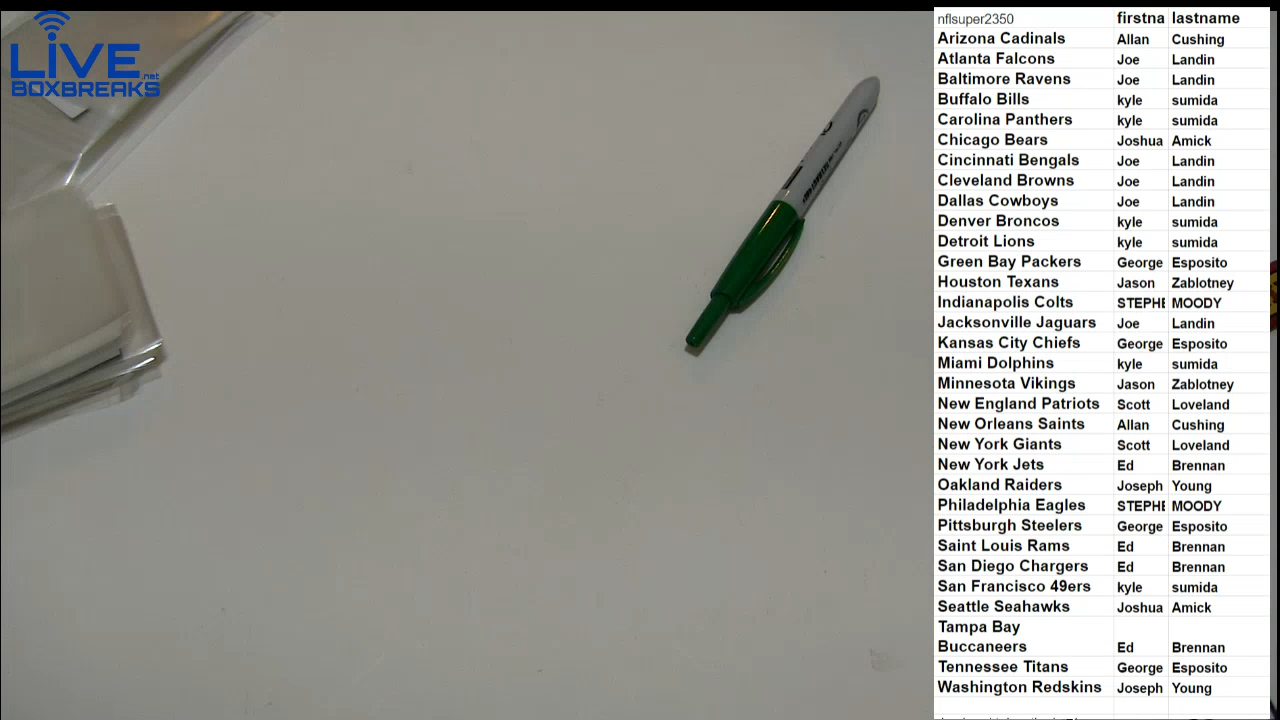 LIVE.net
BOXBREAKS
nflsuper2350 firstna lastname
Arizona Cadinals Allan Cushing
Atlanta Falcons Joe Landin
Baltimore Ravens Joe Landin
Buffalo Bills kyle sumida
Carolina Panthers kyle sumida
Chicago Bears Joshua Amick
Cincinnati Bengals Joe Landin
Cleveland Browns Joe Landin
Dallas Cowboys Joe Landin
Denver Broncos kyle sumida
Detroit Lions kyle sumida
Green Bay Packers George Esposito
Houston Texans Jason Zablotney
Indianapolis Colts STEPHE MOODY
Jacksonville Jaguars Joe Landin
Kansas City Chiefs George Esposito
Miami Dolphins kyle sumida
Minnesota Vikings Jason Zablotney
New England Patriots Scott Loveland
New Orleans Saints Allan Cushing
New York Giants Scott Loveland
New York Jets Ed Brennan
Oakland Raiders Joseph Young
Philadelphia Eagles STEPHE MOODY
Pittsburgh Steelers George Esposito
Saint Louis Rams Ed Brennan
San Diego Chargers Ed Brennan
San Francisco 49ers kyle sumida
Seattle Seahawks Joshua Amick
Tampa Bay
Buccaneers Ed Brennan
Tennessee Titans George Esposito
Washington Redskins Joseph Young